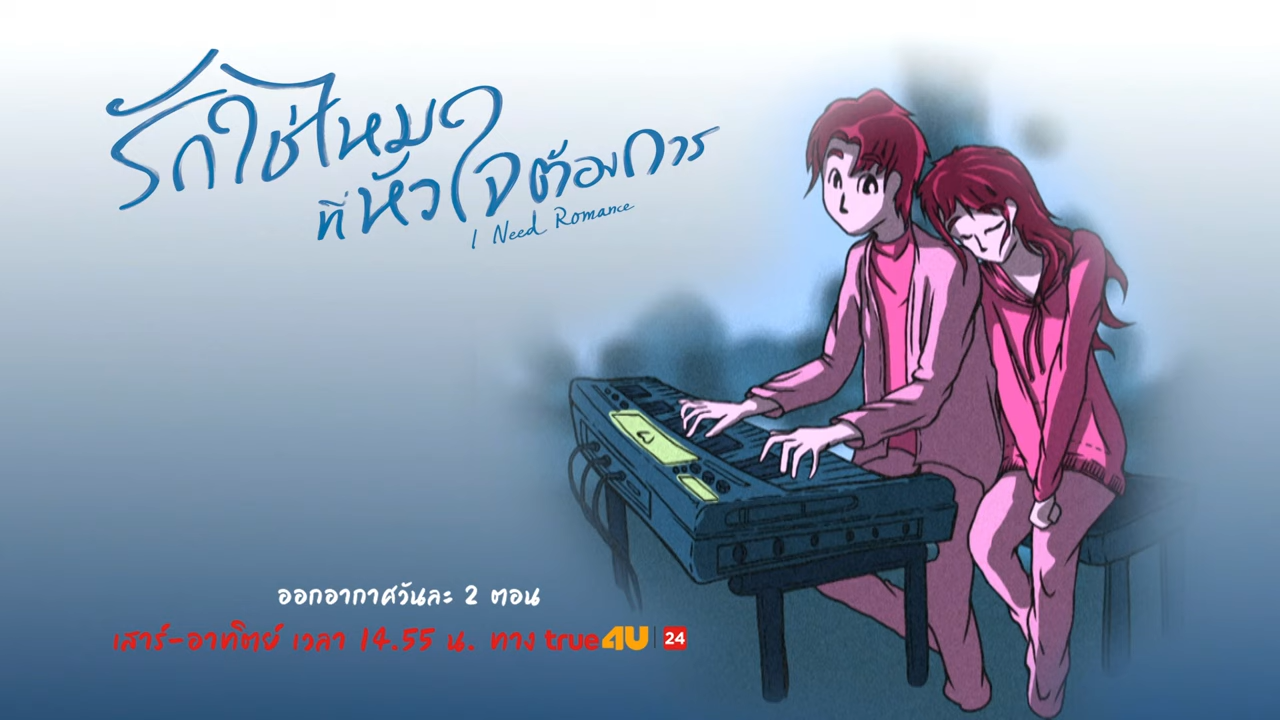 รักใช่ไหม
ที่หัวใจต้องการ
I Need Romance
ออกอากาศวันละ 2 ตอน
เสาร์-อาทิตย์ เวลา 14.55 น. ทาง true4U 24